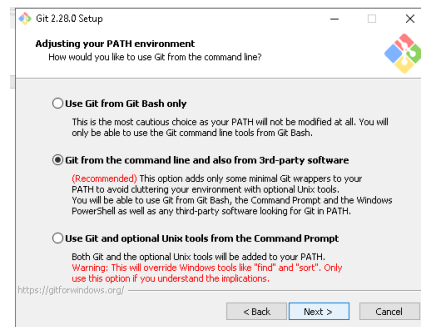 Git 2.28.0 Setup
Adjusting your PATH environment
How would you like to use Git from the command line?
Use Git from Git Bash only
This is the most cautious choice as your PATH will not be modified at all. You will
only be able to use the Git command line tools from Git Bash.
Git from the command line and also from 3rd-party software
(Recommended) This option adds only some minimal Git wrappers to your
PATH to avoid cluttering your environment with optional Unix tools.
You will be able to use Git from Git Bash, the Command Prompt and the Windows
PowerShell as well as any third-party software looking for Git in PATH.
Use Git and optional Unix tools from the Command Prompt
Both Git and the optional Unix tools will be added to your PATH.
Warning: This will override Windows tools like "find" and "sort". Only
use this option if you understand the implications.
https://gitforwindows.org/
< Back Next > Cancel